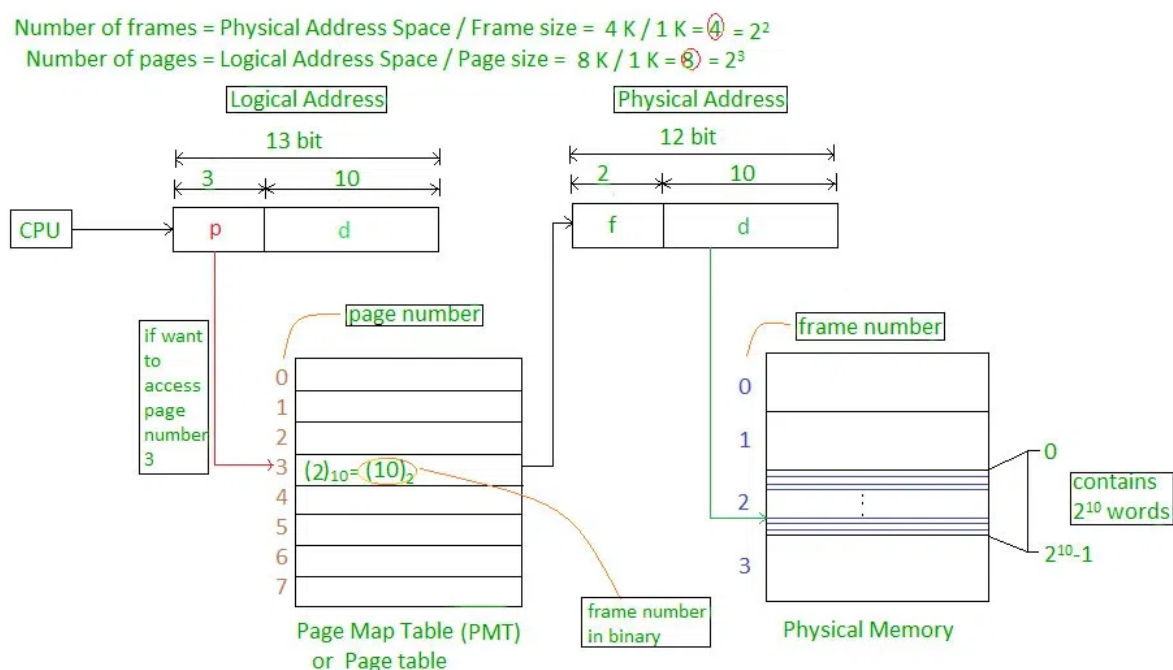 Number of frames = Physical Address Space / Frame size = 4 K / 1 K = 4 = 2²
Number of pages = Logical Address Space / Page size = 8 K / 1 K = 8 = 2³
Logical Address
Physical Address
13 bit
12 bit
3
10
2
10
CPU
p
d
f
d
if want
to
access
page
number
3
page number
frame number
0
1
2
3
4
5
6
7
(2)₁₀= (10)₂
0
1
2
3
0
contains
2¹⁰ words
2¹⁰-1
frame number
in binary
Page Map Table (PMT)
or Page table
Physical Memory